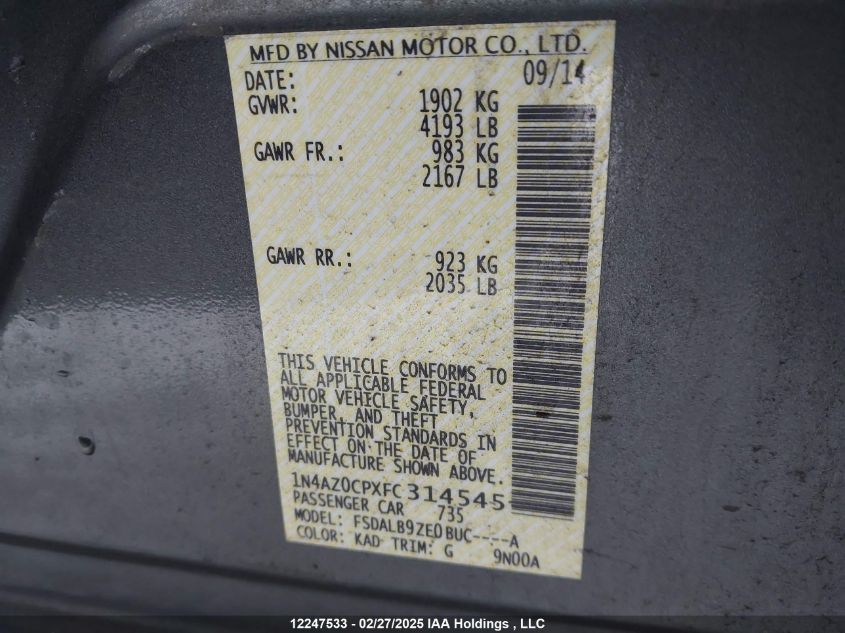 MFD BY NISSAN MOTOR CO., LTD.
DATE: 09/14
GVWR: 1902 KG
4193 LB
GAWR FR.: 983 KG
2167 LB
GAWR RR.: 923 KG
2035 LB
THIS VEHICLE CONFORMS TO
ALL APPLICABLE FEDERAL
MOTOR VEHICLE SAFETY,
BUMPER, AND THEFT
PREVENTION STANDARDS IN
EFFECT ON THE DATE OF
MANUFACTURE SHOWN ABOVE.
1N4AZ0CPXFC314545
PASSENGER CAR 735
MODEL: FSDALB9ZE0BUC----A
COLOR: KAD TRIM: G 9N00A
12247533 - 02/27/2025 IAA Holdings , LLC